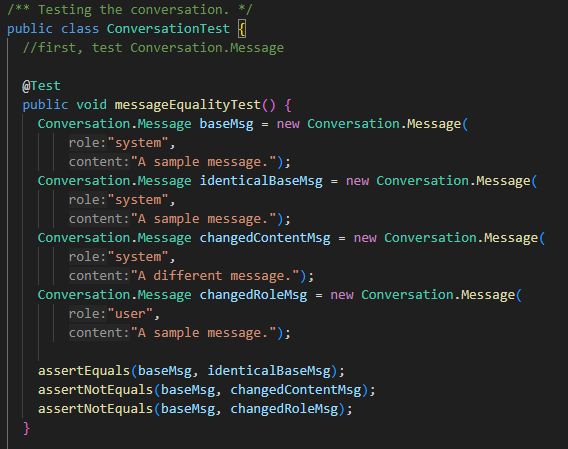 /** Testing the conversation. */
public class ConversationTest {
//first, test Conversation.Message
@Test
public void messageEqualityTest() {
Conversation.Message baseMsg = new Conversation.Message(
role:"system",
content:"A sample message.");
Conversation.Message identicalBaseMsg = new Conversation.Message(
role:"system",
content:"A sample message.");
Conversation.Message changedContentMsg = new Conversation.Message(
role:"system",
content:"A different message.");
Conversation.Message changedRoleMsg = new Conversation.Message(
role:"user",
content:"A sample message.");
assertEquals(baseMsg, identicalBaseMsg);
assertNotEquals(baseMsg, changedContentMsg);
assertNotEquals(baseMsg, changedRoleMsg);
}